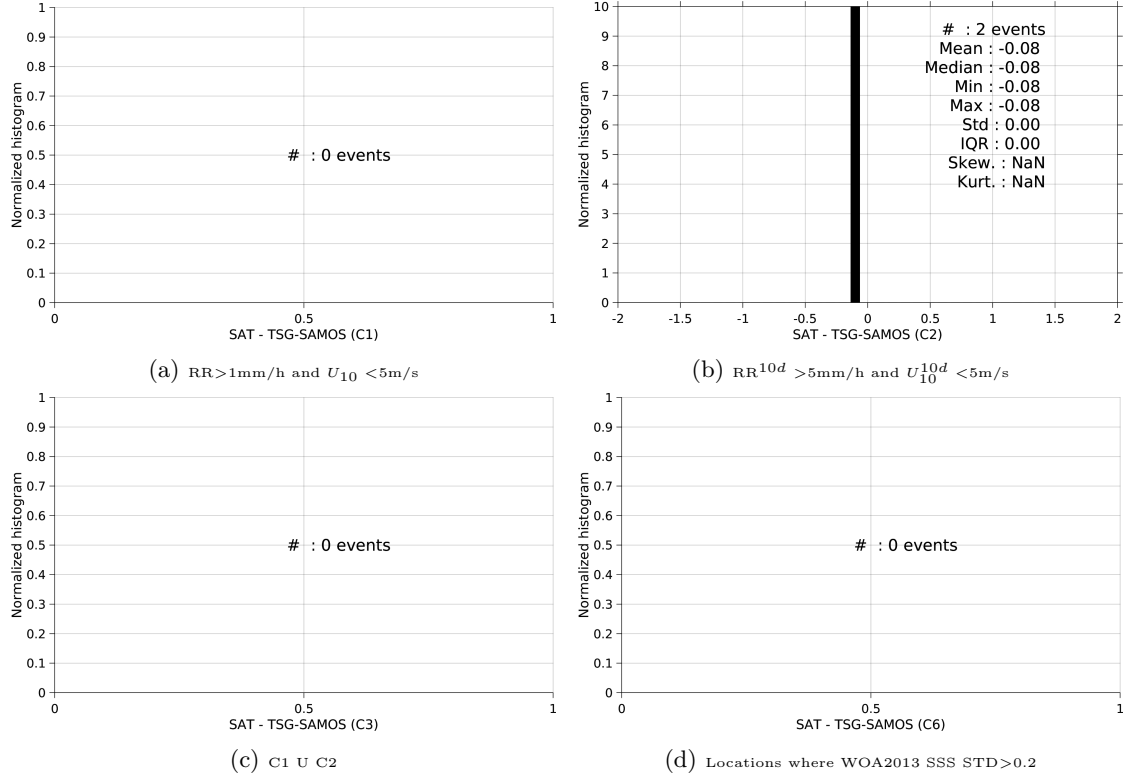 1
0.9
0.8
0.7
0.6
0.5
0.4
0.3
0.2
0.1
0
Normalized histogram
# : 0 events
0 0.5 1
SAT - TSG-SAMOS (C1)
(a) RR>1mm/h and U10 <5m/s
10
9
8
7
6
5
4
3
2
1
0
Normalized histogram
# : 2 events
Mean : -0.08
Median : -0.08
Min : -0.08
Max : -0.08
Std : 0.00
IQR : 0.00
Skew. : NaN
Kurt. : NaN
-2 -1.5 -1 -0.5 0 0.5 1 1.5 2
SAT - TSG-SAMOS (C2)
(b) RR^10d >5mm/h and U10^10d <5m/s
1
0.9
0.8
0.7
0.6
0.5
0.4
0.3
0.2
0.1
0
Normalized histogram
# : 0 events
0 0.5 1
SAT - TSG-SAMOS (C3)
(c) C1 U C2
1
0.9
0.8
0.7
0.6
0.5
0.4
0.3
0.2
0.1
0
Normalized histogram
# : 0 events
0 0.5 1
SAT - TSG-SAMOS (C6)
(d) Locations where WOA2013 SSS STD>0.2